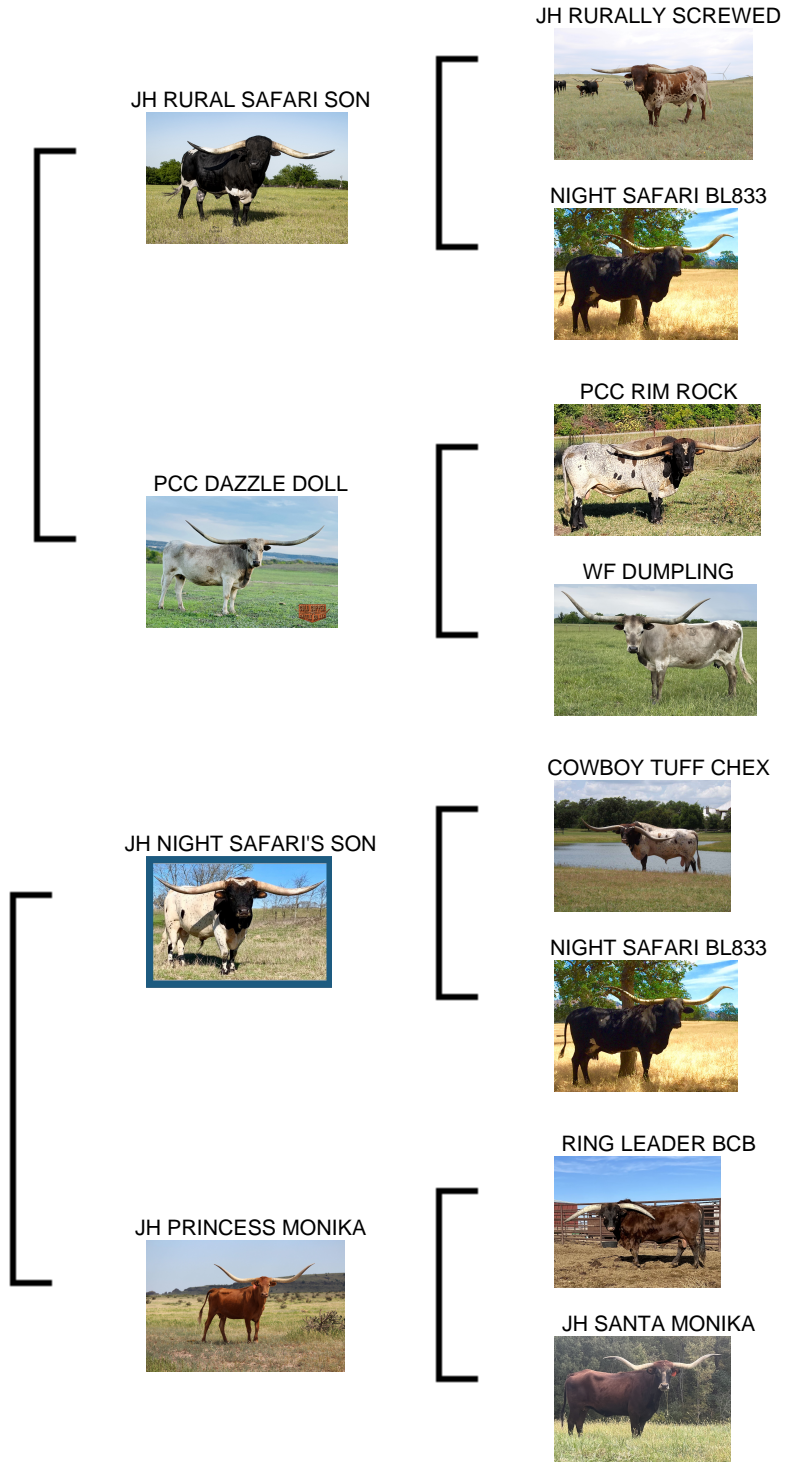 JH RURALLY SCREWED
JH RURAL SAFARI SON
NIGHT SAFARI BL833
PCC RIM ROCK
PCC DAZZLE DOLL
WF DUMPLING
COWBOY TUFF CHEX
JH NIGHT SAFARI'S SON
NIGHT SAFARI BL833
RING LEADER BCB
JH PRINCESS MONIKA
JH SANTA MONIKA